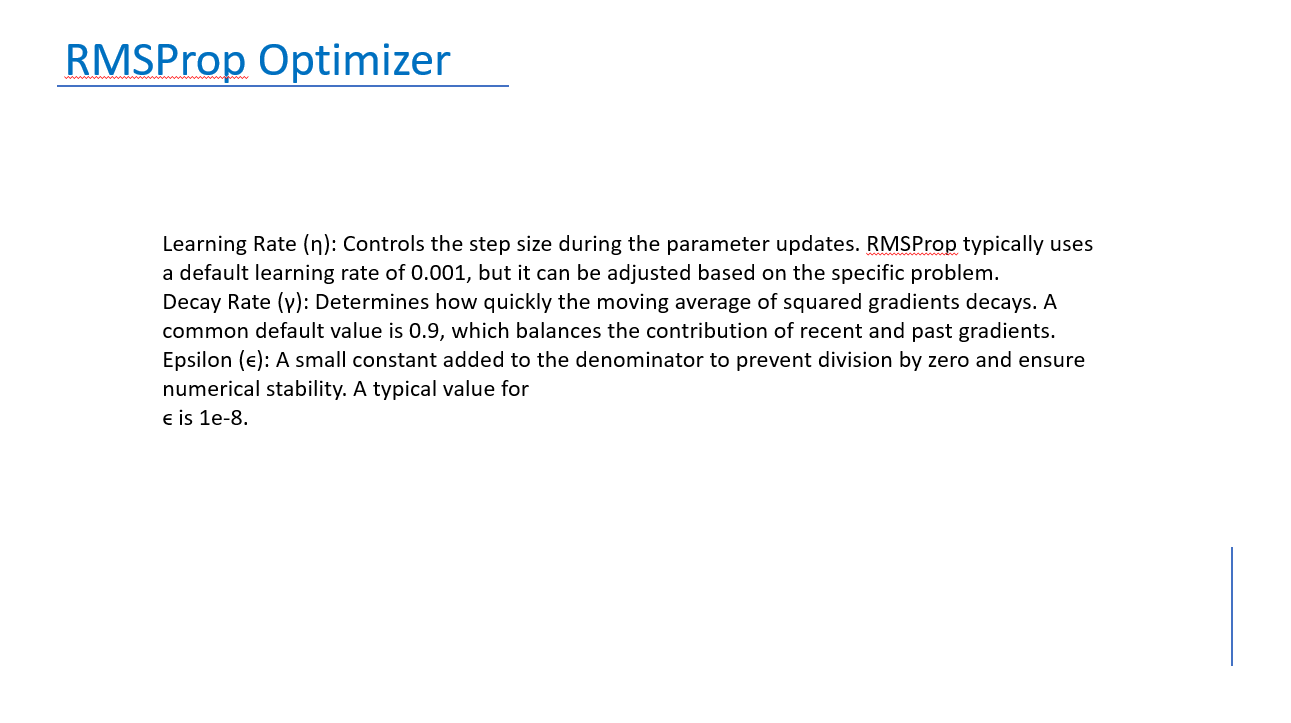 RMSProp Optimizer
Learning Rate (η): Controls the step size during the parameter updates. RMSProp typically uses
a default learning rate of 0.001, but it can be adjusted based on the specific problem.
Decay Rate (γ): Determines how quickly the moving average of squared gradients decays. A
common default value is 0.9, which balances the contribution of recent and past gradients.
Epsilon (ϵ): A small constant added to the denominator to prevent division by zero and ensure
numerical stability. A typical value for
ϵ is 1e-8.